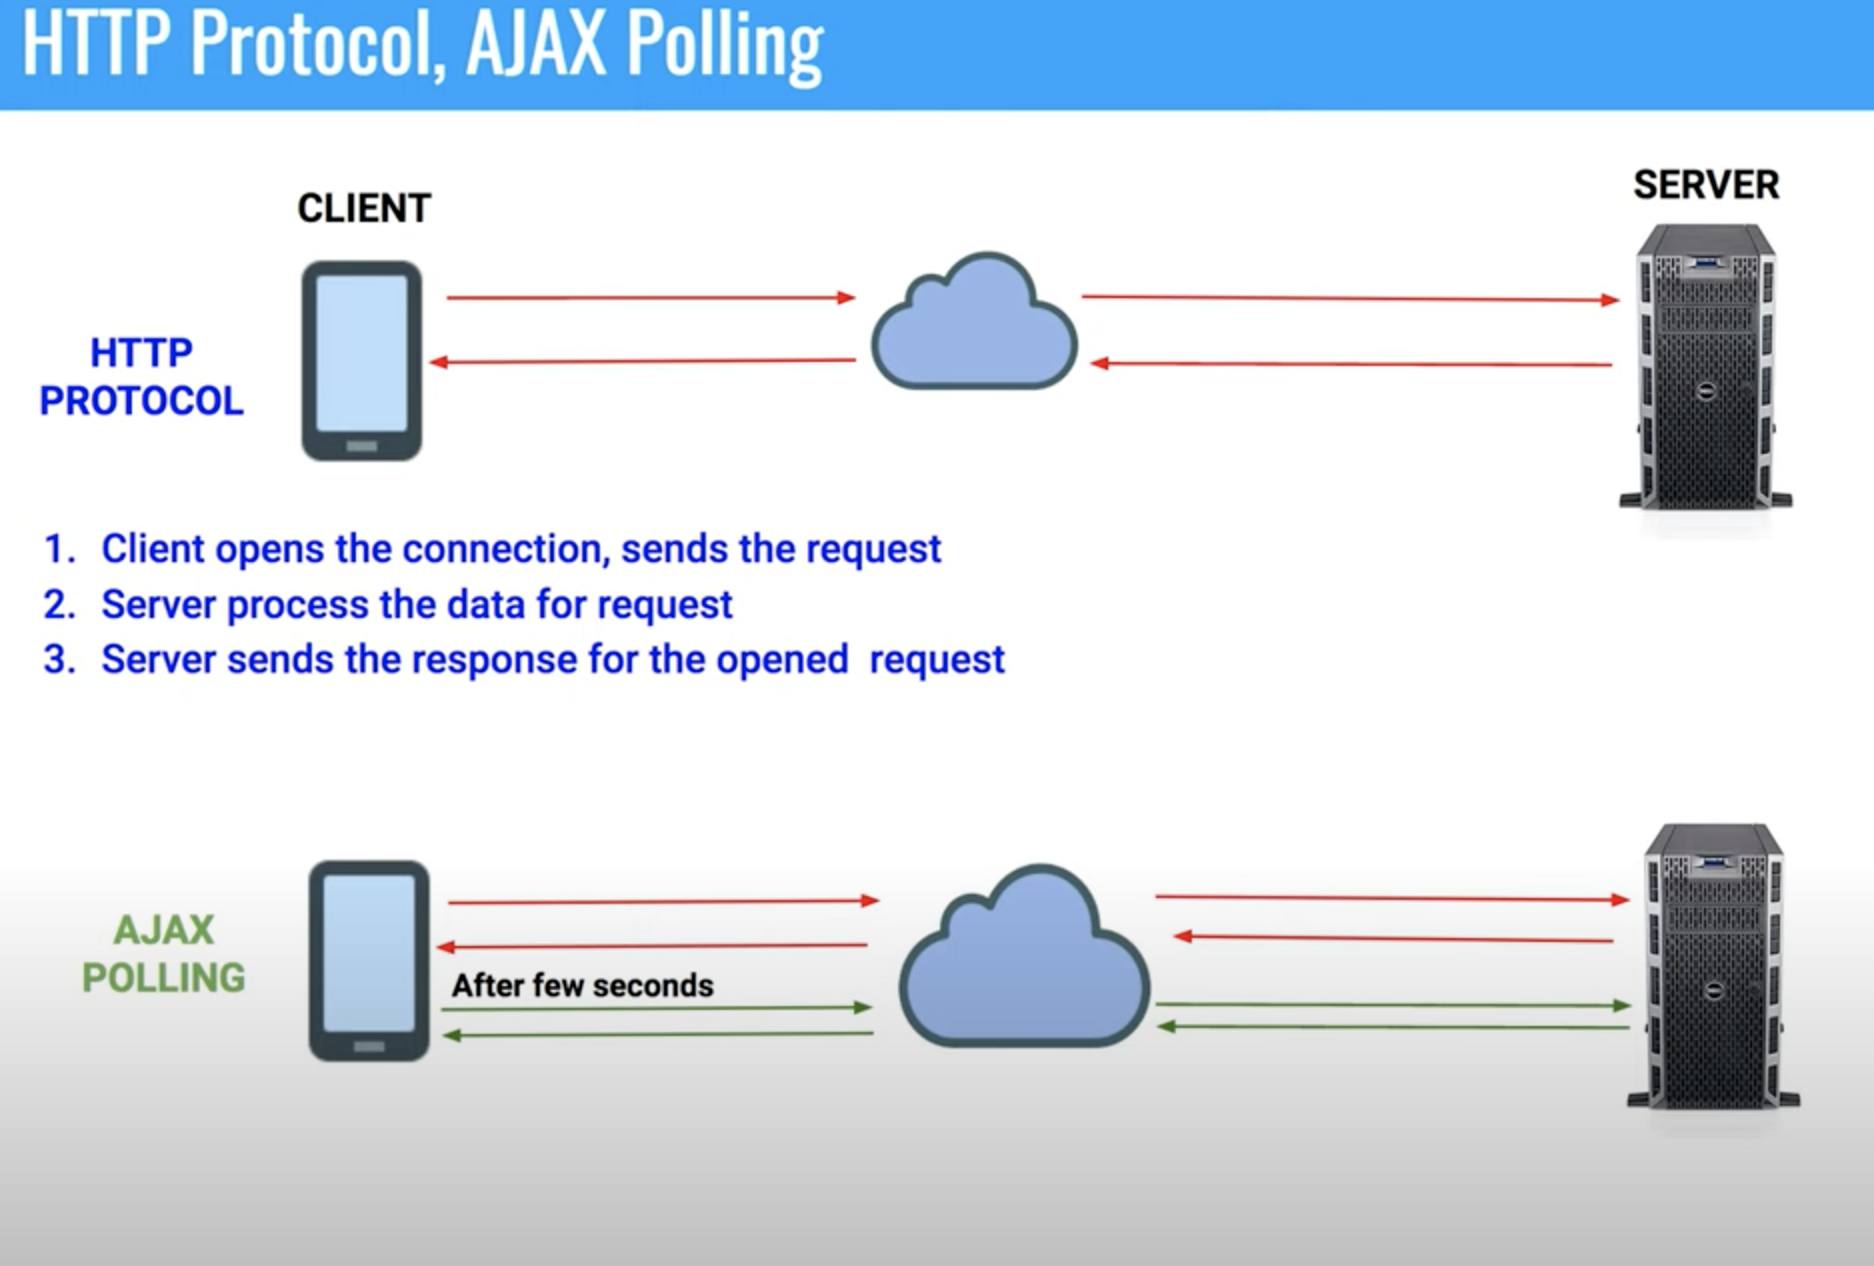 HTTP Protocol, AJAX Polling
CLIENT
SERVER
HTTP
PROTOCOL
1. Client opens the connection, sends the request
2. Server process the data for request
3. Server sends the response for the opened  request
AJAX
POLLING
After few seconds